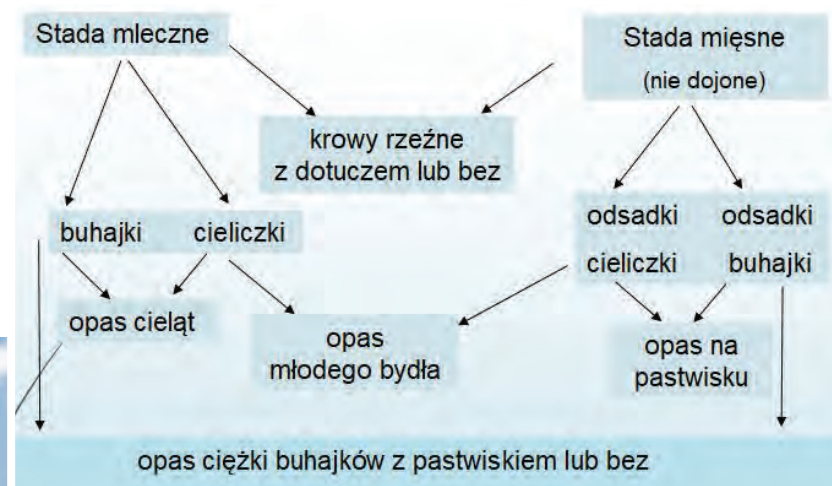 Stada mleczne
Stada mięsne
(nie dojone)
krowy rzeźne
z dotuczem lub bez
buhajki cieliczki
odsadki odsadki
cieliczki buhajki
opas cieląt
opas
młodego bydła
opas na
pastwisku
opas ciężki buhajków z pastwiskiem lub bez